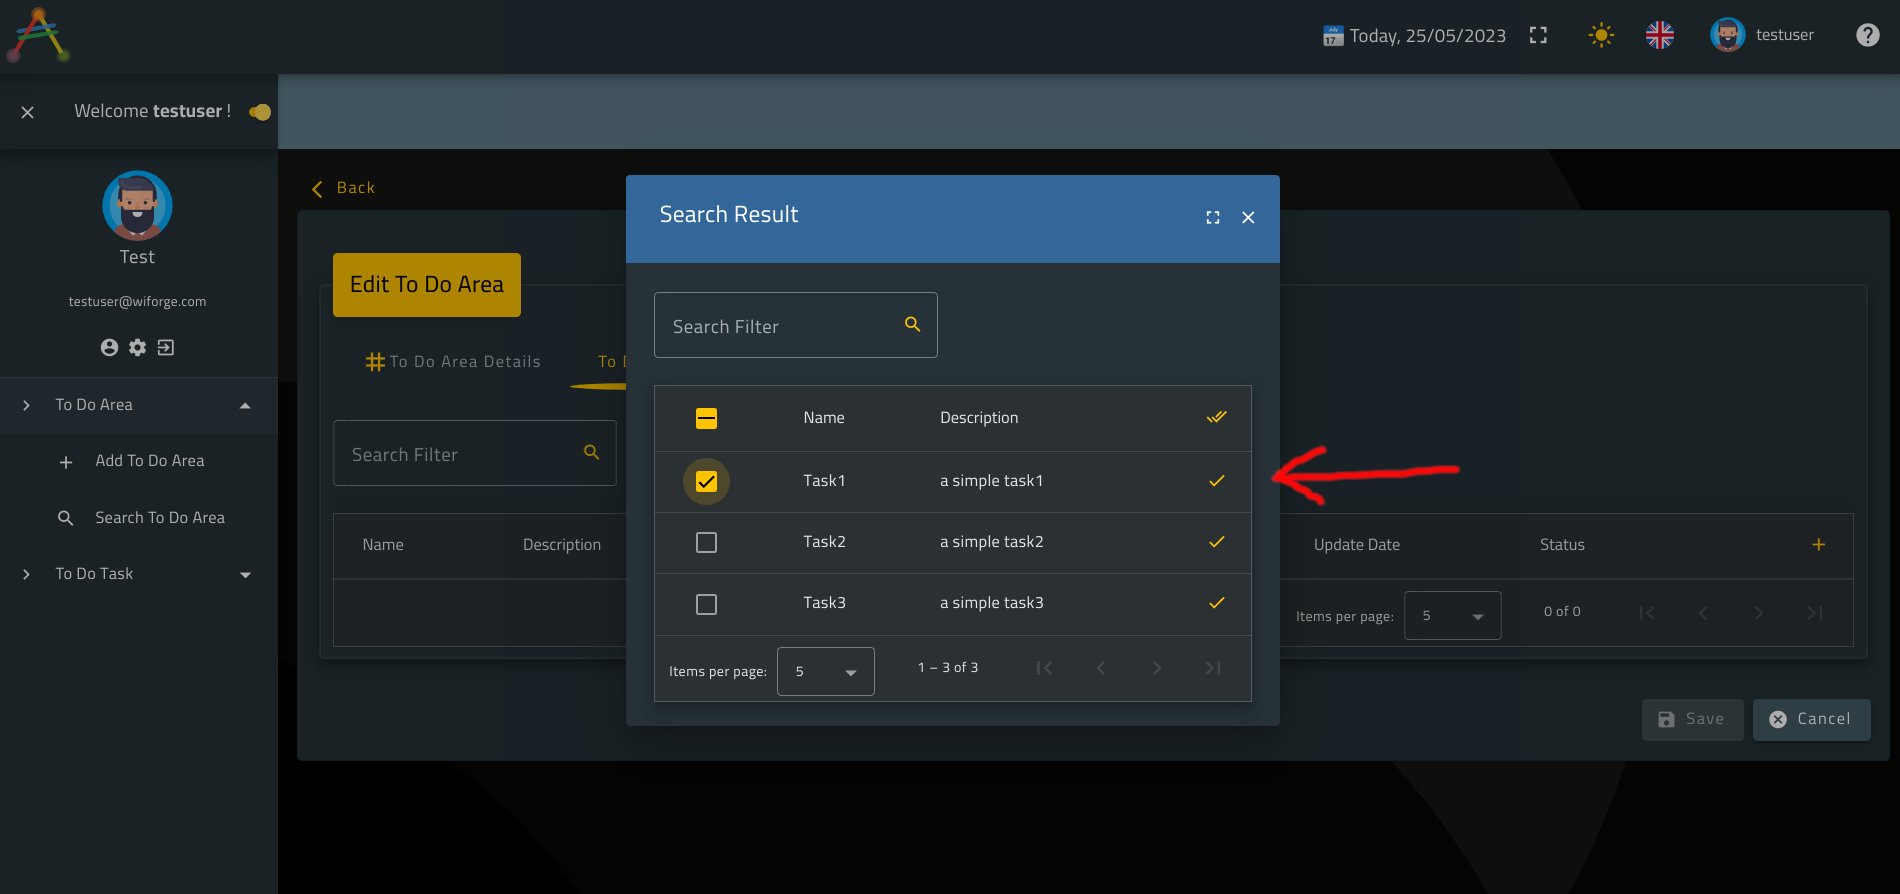 Today, 25/05/2023
testuser
Welcome testuser !
Test
testuser@wiforge.com
To Do Area
Add To Do Area
Search To Do Area
To Do Task
Back
Edit To Do Area
To Do Area Details
To D
Search Filter
Name Description Update Date Status
Items per page: 5 0 of 0
Save Cancel
Search Result
Search Filter
Name Description
Task1 a simple task1
Task2 a simple task2
Task3 a simple task3
Items per page: 5 1 – 3 of 3